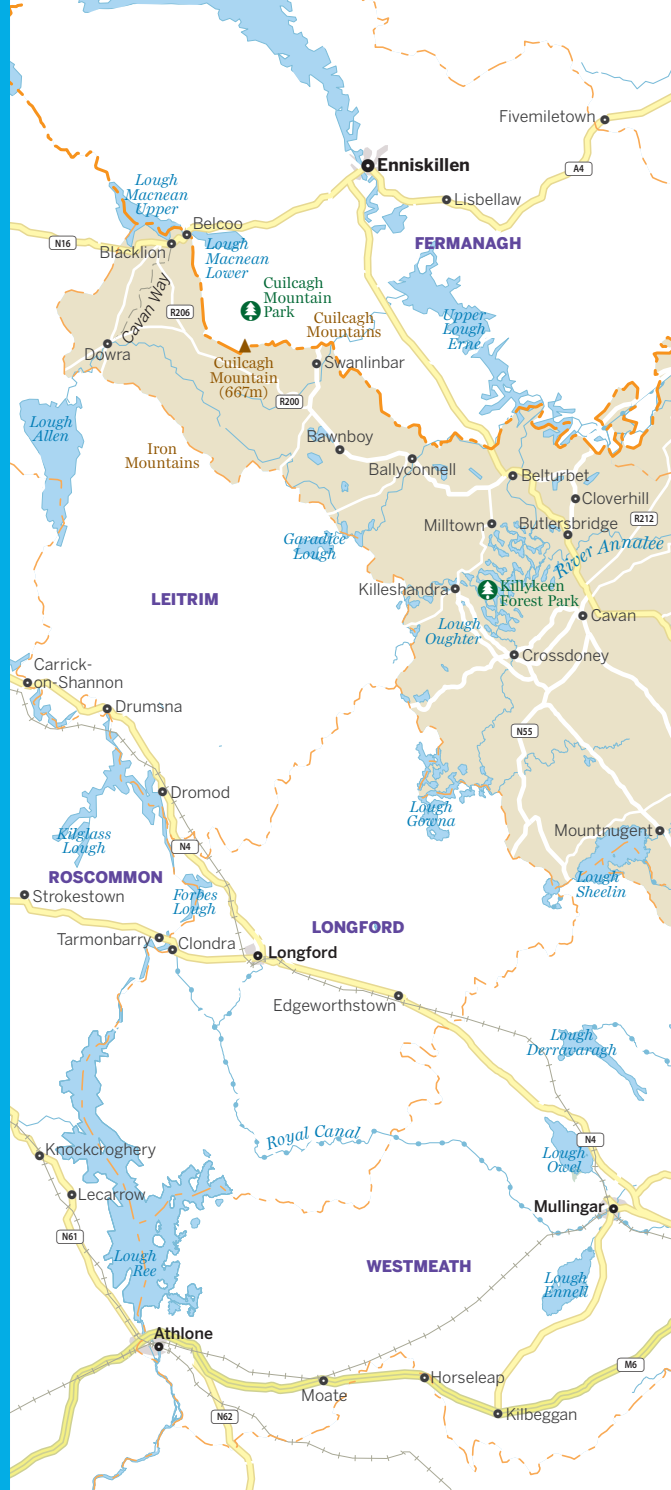 Fivemiletown
Enniskillen
A4
Lough
Macnean
Upper
Lisbellaw
Belcoo
N16
Blacklion
Lough
Macnean
Lower
FERMANAGH
Cuilcagh
Mountain
Park
Cavan Way
R206
Cuilcagh
Mountains
Upper
Lough
Erne
Dowra
Cuilcagh
Mountain
(667m)
Swanlinbar
R200
Lough
Allen
Iron
Mountains
Bawnboy
Ballyconnell
Belturbet
Cloverhill
R212
Milltown
Butlersbridge
Garadice
Lough
River Annalee
Killeshandra
Killykeen
Forest Park
LEITRIM
Cavan
Lough
Oughter
Crossdoney
Carrick-
on-Shannon
Drumsna
N55
Dromod
Lough
Gowna
Kilglass
Lough
Mountnugent
N4
ROSCOMMON
Lough
Sheelin
Strokestown
Forbes
Lough
LONGFORD
Tarmonbarry
Clondra
Longford
Edgeworthstown
Lough
Derravaragh
Royal Canal
N4
Knockcroghery
Lough
Owel
Lecarrow
Mullingar
N61
Lough
Ree
WESTMEATH
Lough
Ennell
Athlone
M6
Moate
Horseleap
N62
Kilbeggan